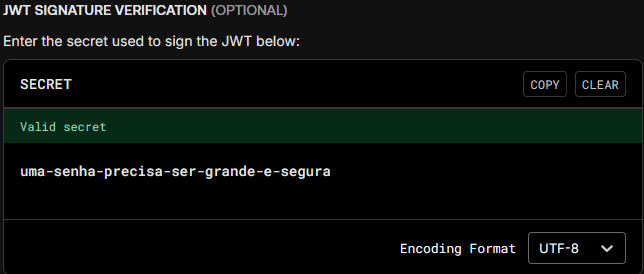 JWT SIGNATURE VERIFICATION (OPTIONAL)
Enter the secret used to sign the JWT below:
SECRET COPY CLEAR
Valid secret
uma-senha-precisa-ser-grande-e-segura
Encoding Format UTF-8